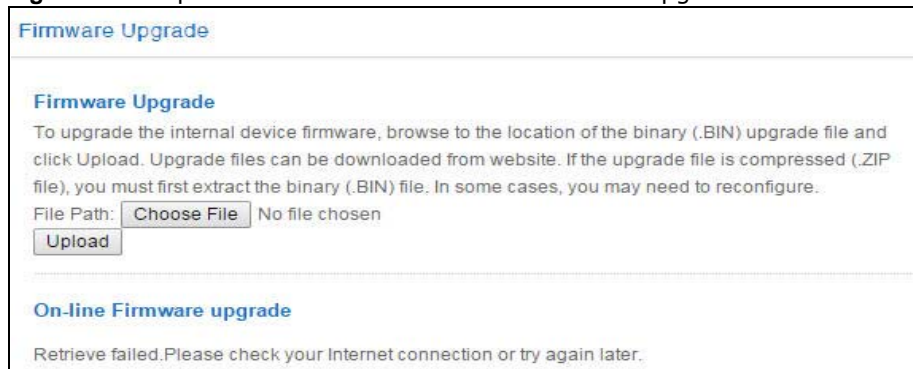 Firmware Upgrade
Firmware Upgrade
To upgrade the internal device firmware, browse to the location of the binary (.BIN) upgrade file and
click Upload. Upgrade files can be downloaded from website. If the upgrade file is compressed (.ZIP
file), you must first extract the binary (.BIN) file. In some cases, you may need to reconfigure.
File Path: Choose File No file chosen
Upload
On-line Firmware upgrade
Retrieve failed.Please check your Internet connection or try again later.